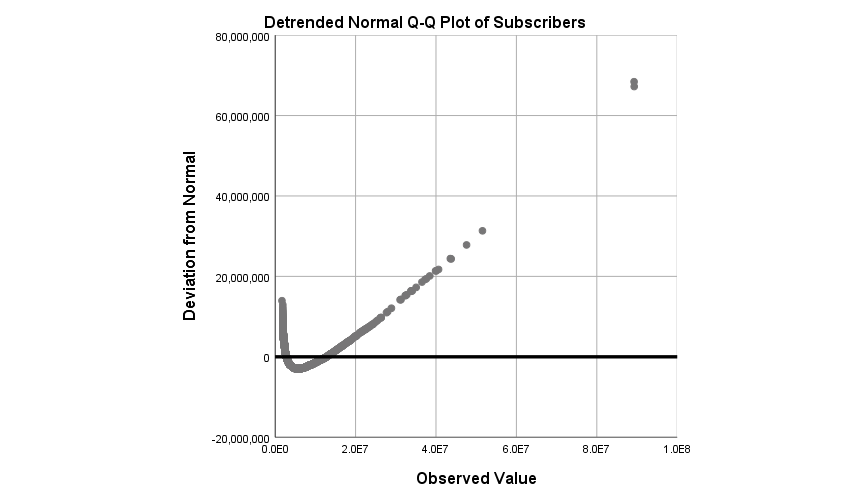 Detrended Normal Q-Q Plot of Subscribers
80,000,000
60,000,000
40,000,000
20,000,000
0
-20,000,000
Deviation from Normal
0.0E0 2.0E7 4.0E7 6.0E7 8.0E7 1.0E8
Observed Value